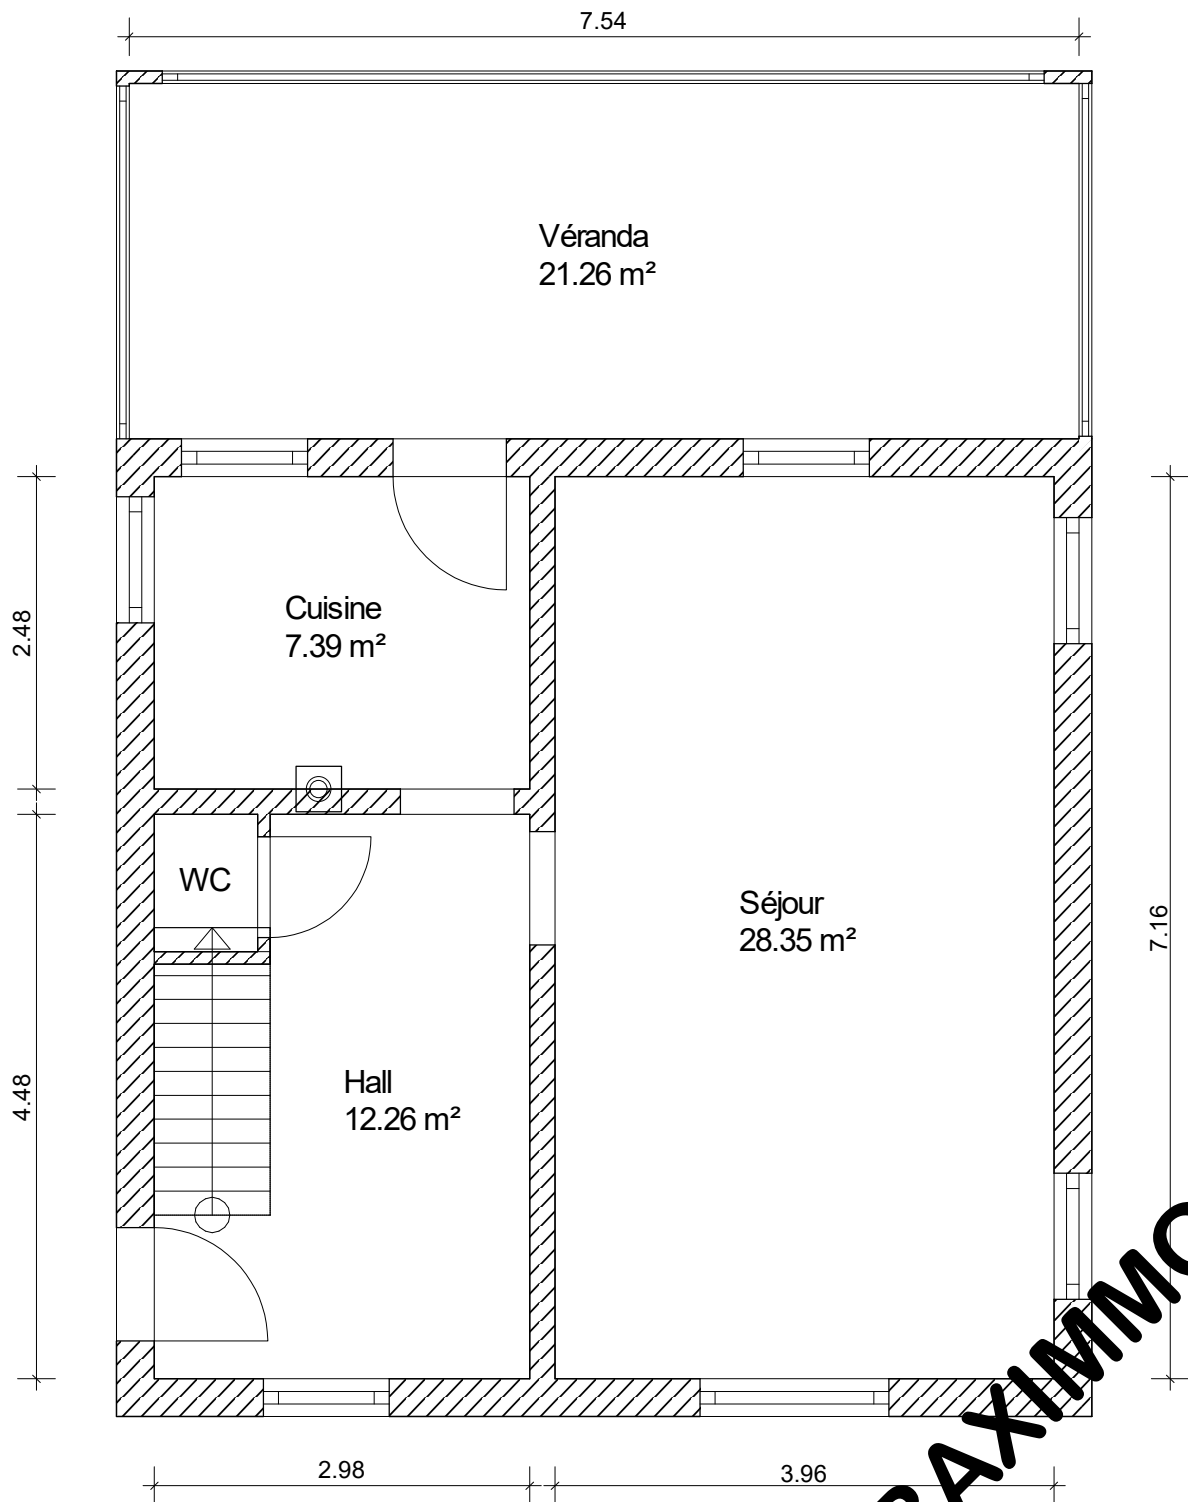 7.54
Véranda
21.26 m²
Cuisine
7.39 m²
2.48
WC
Séjour
28.35 m²
7.16
Hall
12.26 m²
4.48
2.98
3.96